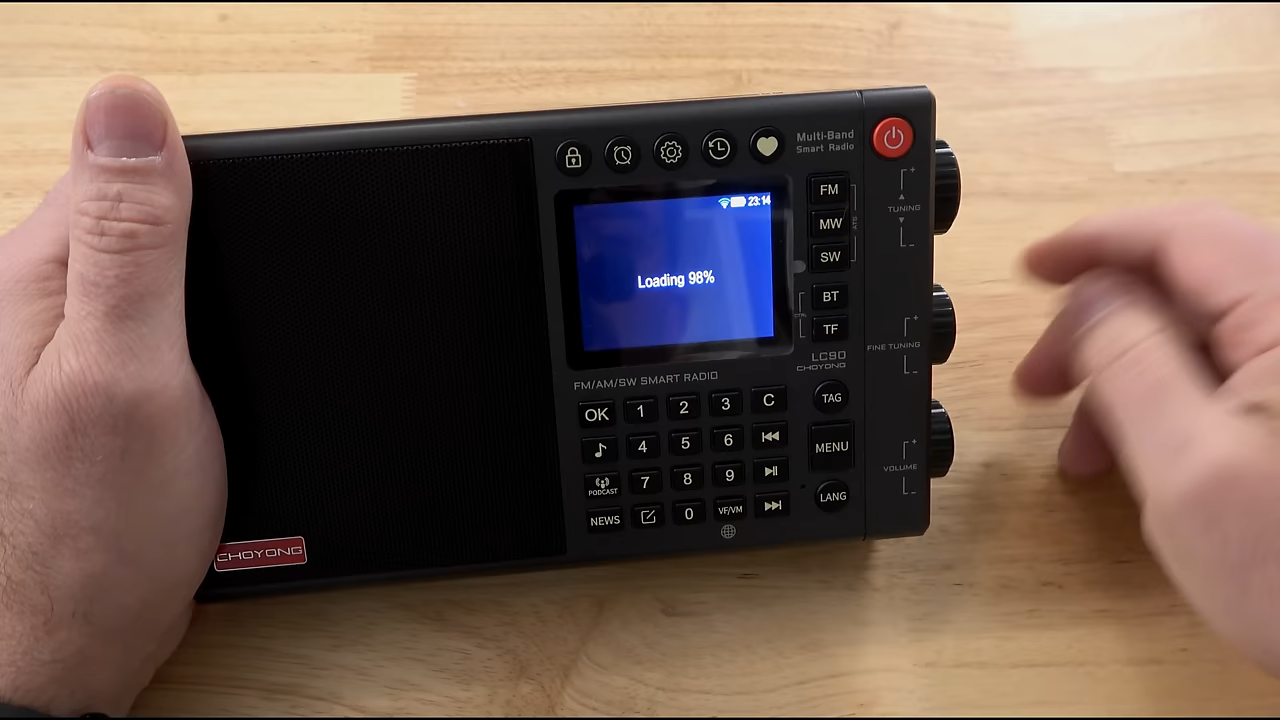 Multi-Band
Smart Radio
23:14
Loading 98%
FM
MW
SW
ATS
BT
TF
LC90
CHOYONG
FM/AM/SW SMART RADIO
TUNING
FINE TUNING
VOLUME
OK 1 2 3 C
4 5 6
PODCAST 7 8 9
NEWS 0 VF/VM
TAG
MENU
LANG
CHOYONG